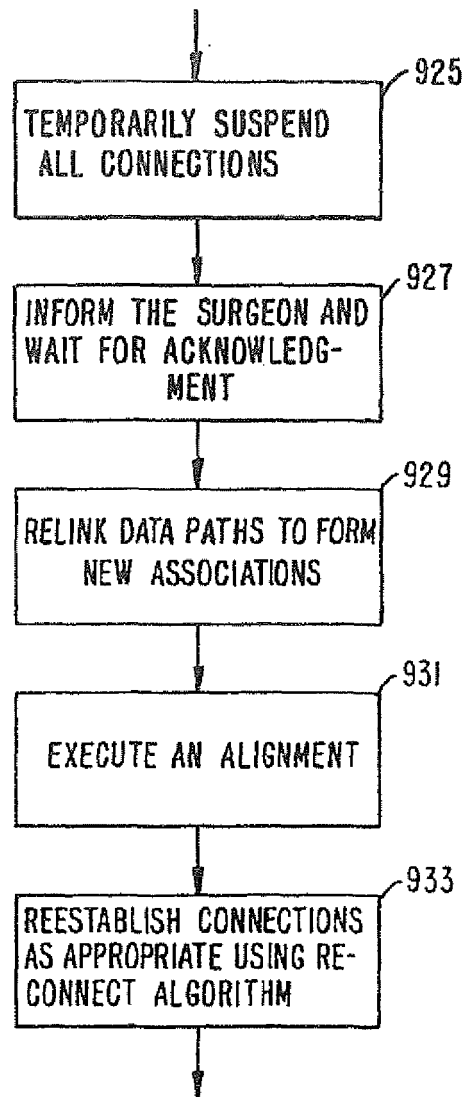 925
TEMPORARILY SUSPEND
ALL CONNECTIONS
927
INFORM THE SURGEON AND
WAIT FOR ACKNOWLEDG-
MENT
929
RELINK DATA PATHS TO FORM
NEW ASSOCIATIONS
931
EXECUTE AN ALIGNMENT
933
REESTABLISH CONNECTIONS
AS APPROPRIATE USING RE-
CONNECT ALGORITHM